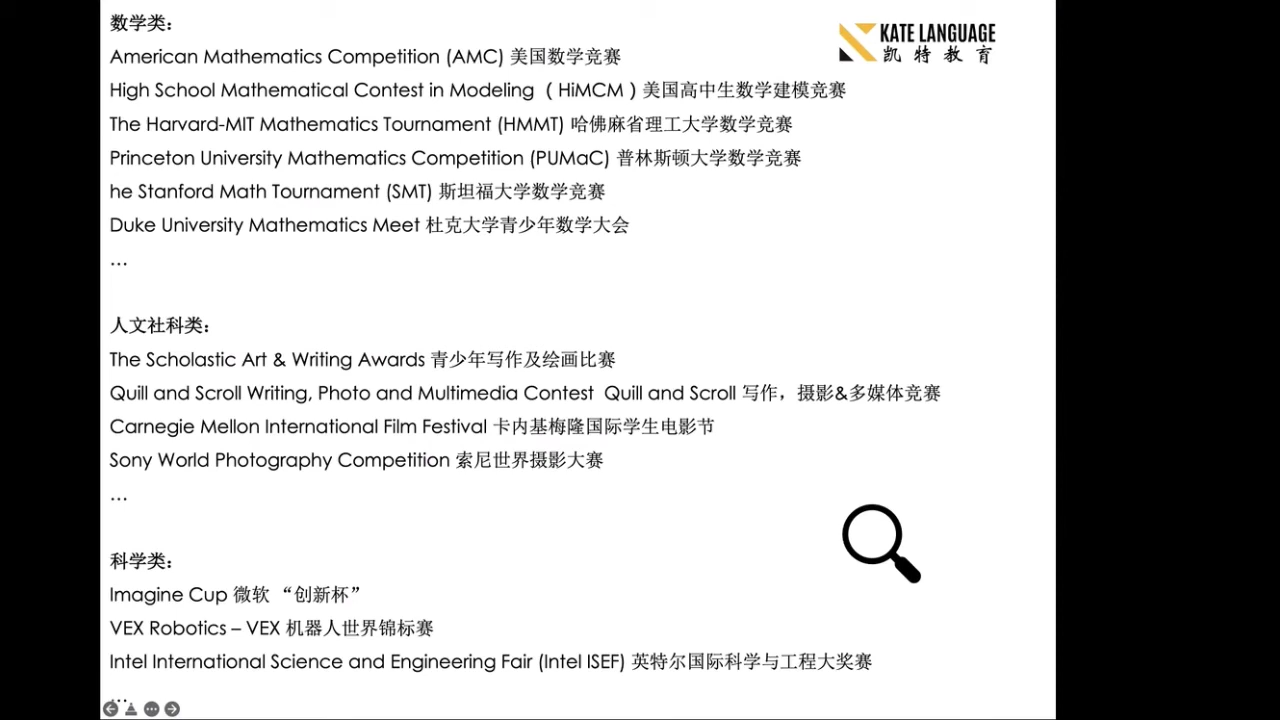 数学类：
KATE LANGUAGE
凯特教育
American Mathematics Competition (AMC) 美国数学竞赛
High School Mathematical Contest in Modeling （HiMCM）美国高中生数学建模竞赛
The Harvard-MIT Mathematics Tournament (HMMT) 哈佛麻省理工大学数学竞赛
Princeton University Mathematics Competition (PUMaC) 普林斯顿大学数学竞赛
he Stanford Math Tournament (SMT) 斯坦福大学数学竞赛
Duke University Mathematics Meet 杜克大学青少年数学大会
…
人文社科类：
The Scholastic Art & Writing Awards 青少年写作及绘画比赛
Quill and Scroll Writing, Photo and Multimedia Contest  Quill and Scroll 写作，摄影&多媒体竞赛
Carnegie Mellon International Film Festival 卡内基梅隆国际学生电影节
Sony World Photography Competition 索尼世界摄影大赛
…
科学类：
Imagine Cup 微软 “创新杯”
VEX Robotics – VEX 机器人世界锦标赛
Intel International Science and Engineering Fair (Intel ISEF) 英特尔国际科学与工程大奖赛
…